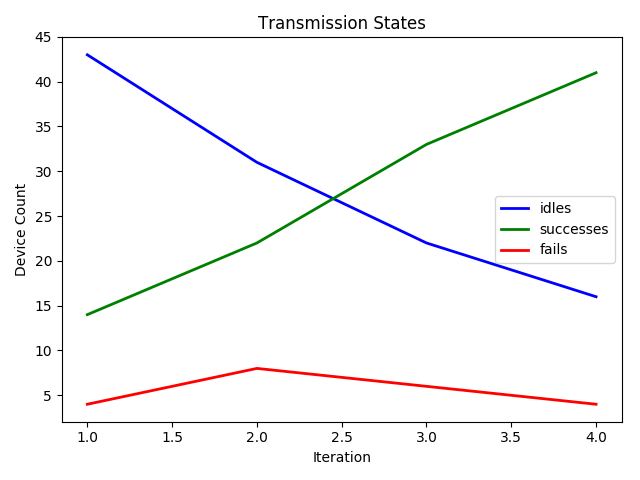 Transmission States
45
40
35
30
25
20
15
10
5
Device Count
idles
successes
fails
1.0 1.5 2.0 2.5 3.0 3.5 4.0
Iteration